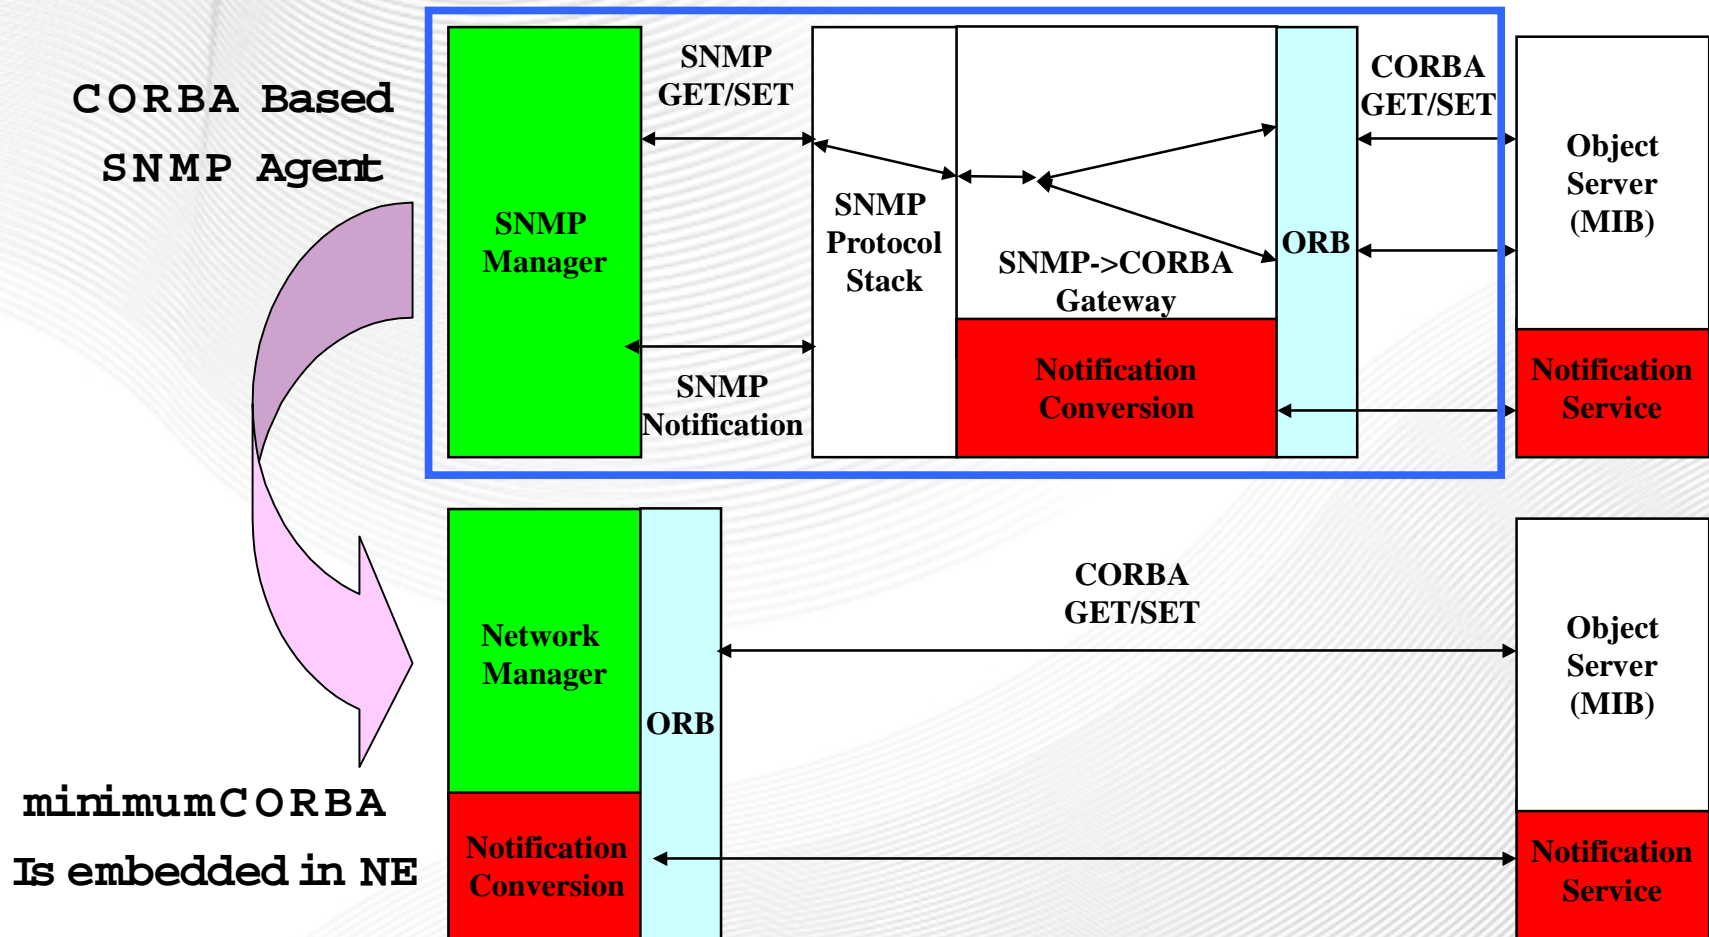 CORBA Based
SNMP Agent
SNMP
Manager
SNMP
GET/SET
SNMP
Notification
SNMP
Protocol
Stack
SNMP->CORBA
Gateway
Notification
Conversion
ORB
CORBA
GET/SET
Object
Server
(MIB)
Notification
Service
minimumCORBA
Is embedded in NE
Network
Manager
Notification
Conversion
ORB
CORBA
GET/SET
Object
Server
(MIB)
Notification
Service